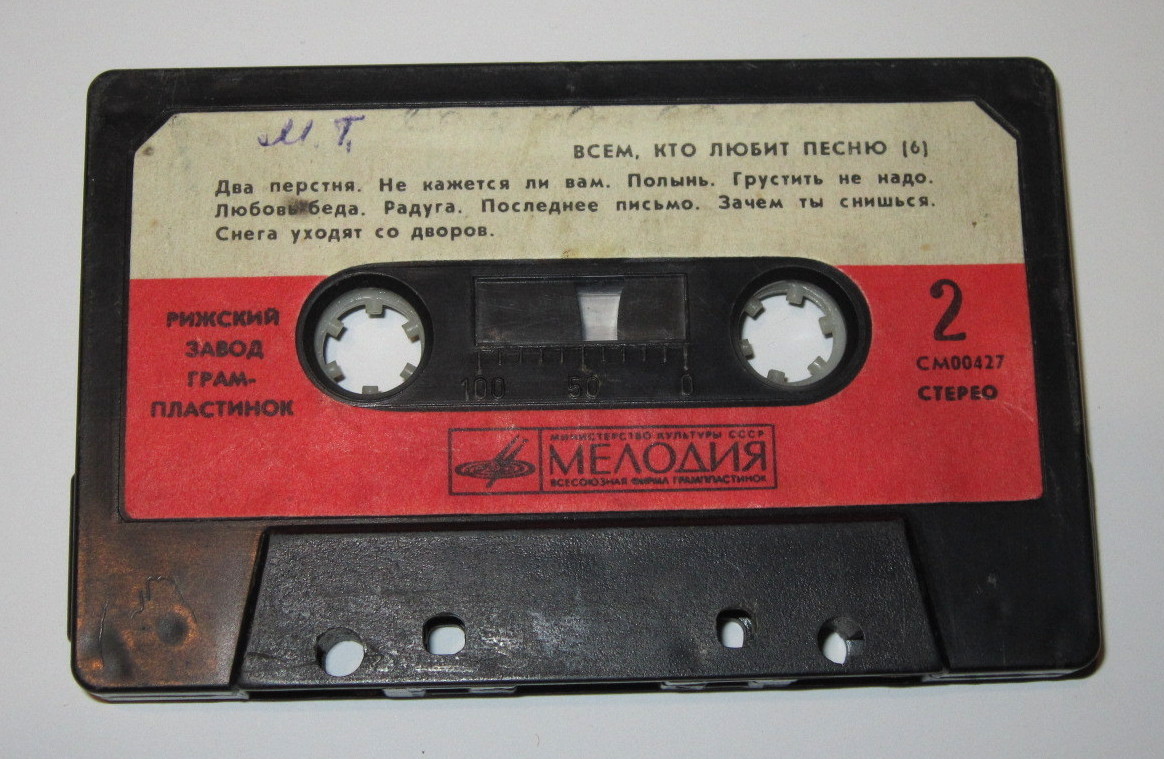 М. Т.
ВСЕМ, КТО ЛЮБИТ ПЕСНЮ (6)
Два перстня. Не кажется ли вам. Полынь. Грустить не надо.
Любовь-беда. Радуга. Последнее письмо. Зачем ты снишься.
Снега уходят со дворов.
РИЖСКИЙ
ЗАВОД
ГРАМ-
ПЛАСТИНОК
100 50 0
2
СМ00427
СТЕРЕО
МИНИСТЕРСТВО КУЛЬТУРЫ СССР
МЕЛОДИЯ
ВСЕСОЮЗНАЯ ФИРМА ГРАМПЛАСТИНОК